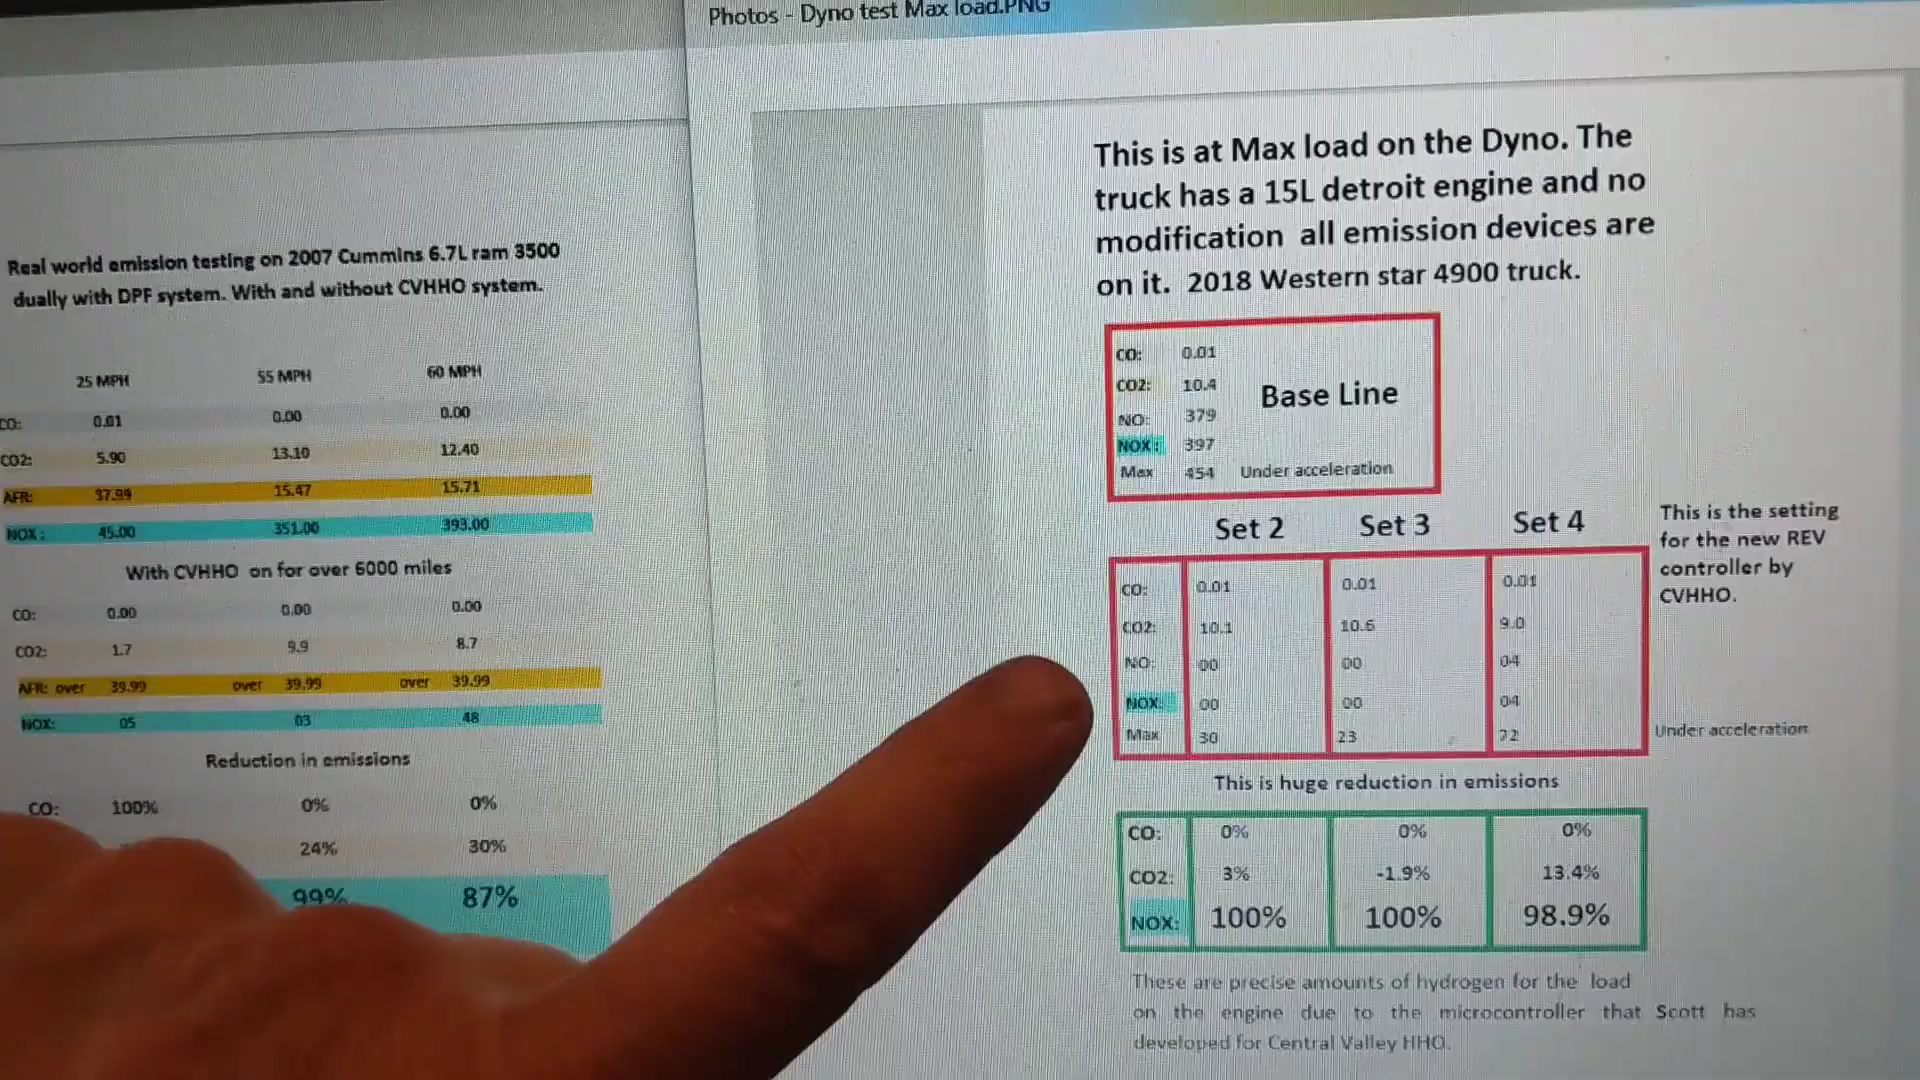 Photos - Dyno test Max load.PNG
Real world emission testing on 2007 Cummins 6.7L ram 3500
dually with DPF system. With and without CVHHO system.
25 MPH 55 MPH 60 MPH
CO: 0.01 0.00 0.00
CO2: 5.90 13.10 12.40
AFR: 37.99 15.47 15.71
NOX: 45.00 351.00 393.00
With CVHHO on for over 6000 miles
CO: 0.00 0.00 0.00
CO2: 1.7 9.9 8.7
AFR: over 39.99 over 39.99 over 39.99
NOX: 05 03 48
Reduction in emissions
CO: 100% 0% 0%
24% 30%
99% 87%
This is at Max load on the Dyno. The
truck has a 15L detroit engine and no
modification all emission devices are
on it. 2018 Western star 4900 truck.
CO: 0.01
CO2: 10.4
Base Line
NO: 379
NOX: 397
Max 454 Under acceleration
Set 2 Set 3 Set 4
CO: 0.01 0.01 0.01
CO2: 10.1 10.6 9.0
NO: 00 00 04
NOX: 00 00 04
Max 30 23 72
This is the setting
for the new REV
controller by
CVHHO.
Under acceleration
This is huge reduction in emissions
CO: 0% 0% 0%
CO2: 3% -1.9% 13.4%
NOX: 100% 100% 98.9%
These are precise amounts of hydrogen for the load
on the engine due to the microcontroller that Scott has
developed for Central Valley HHO.